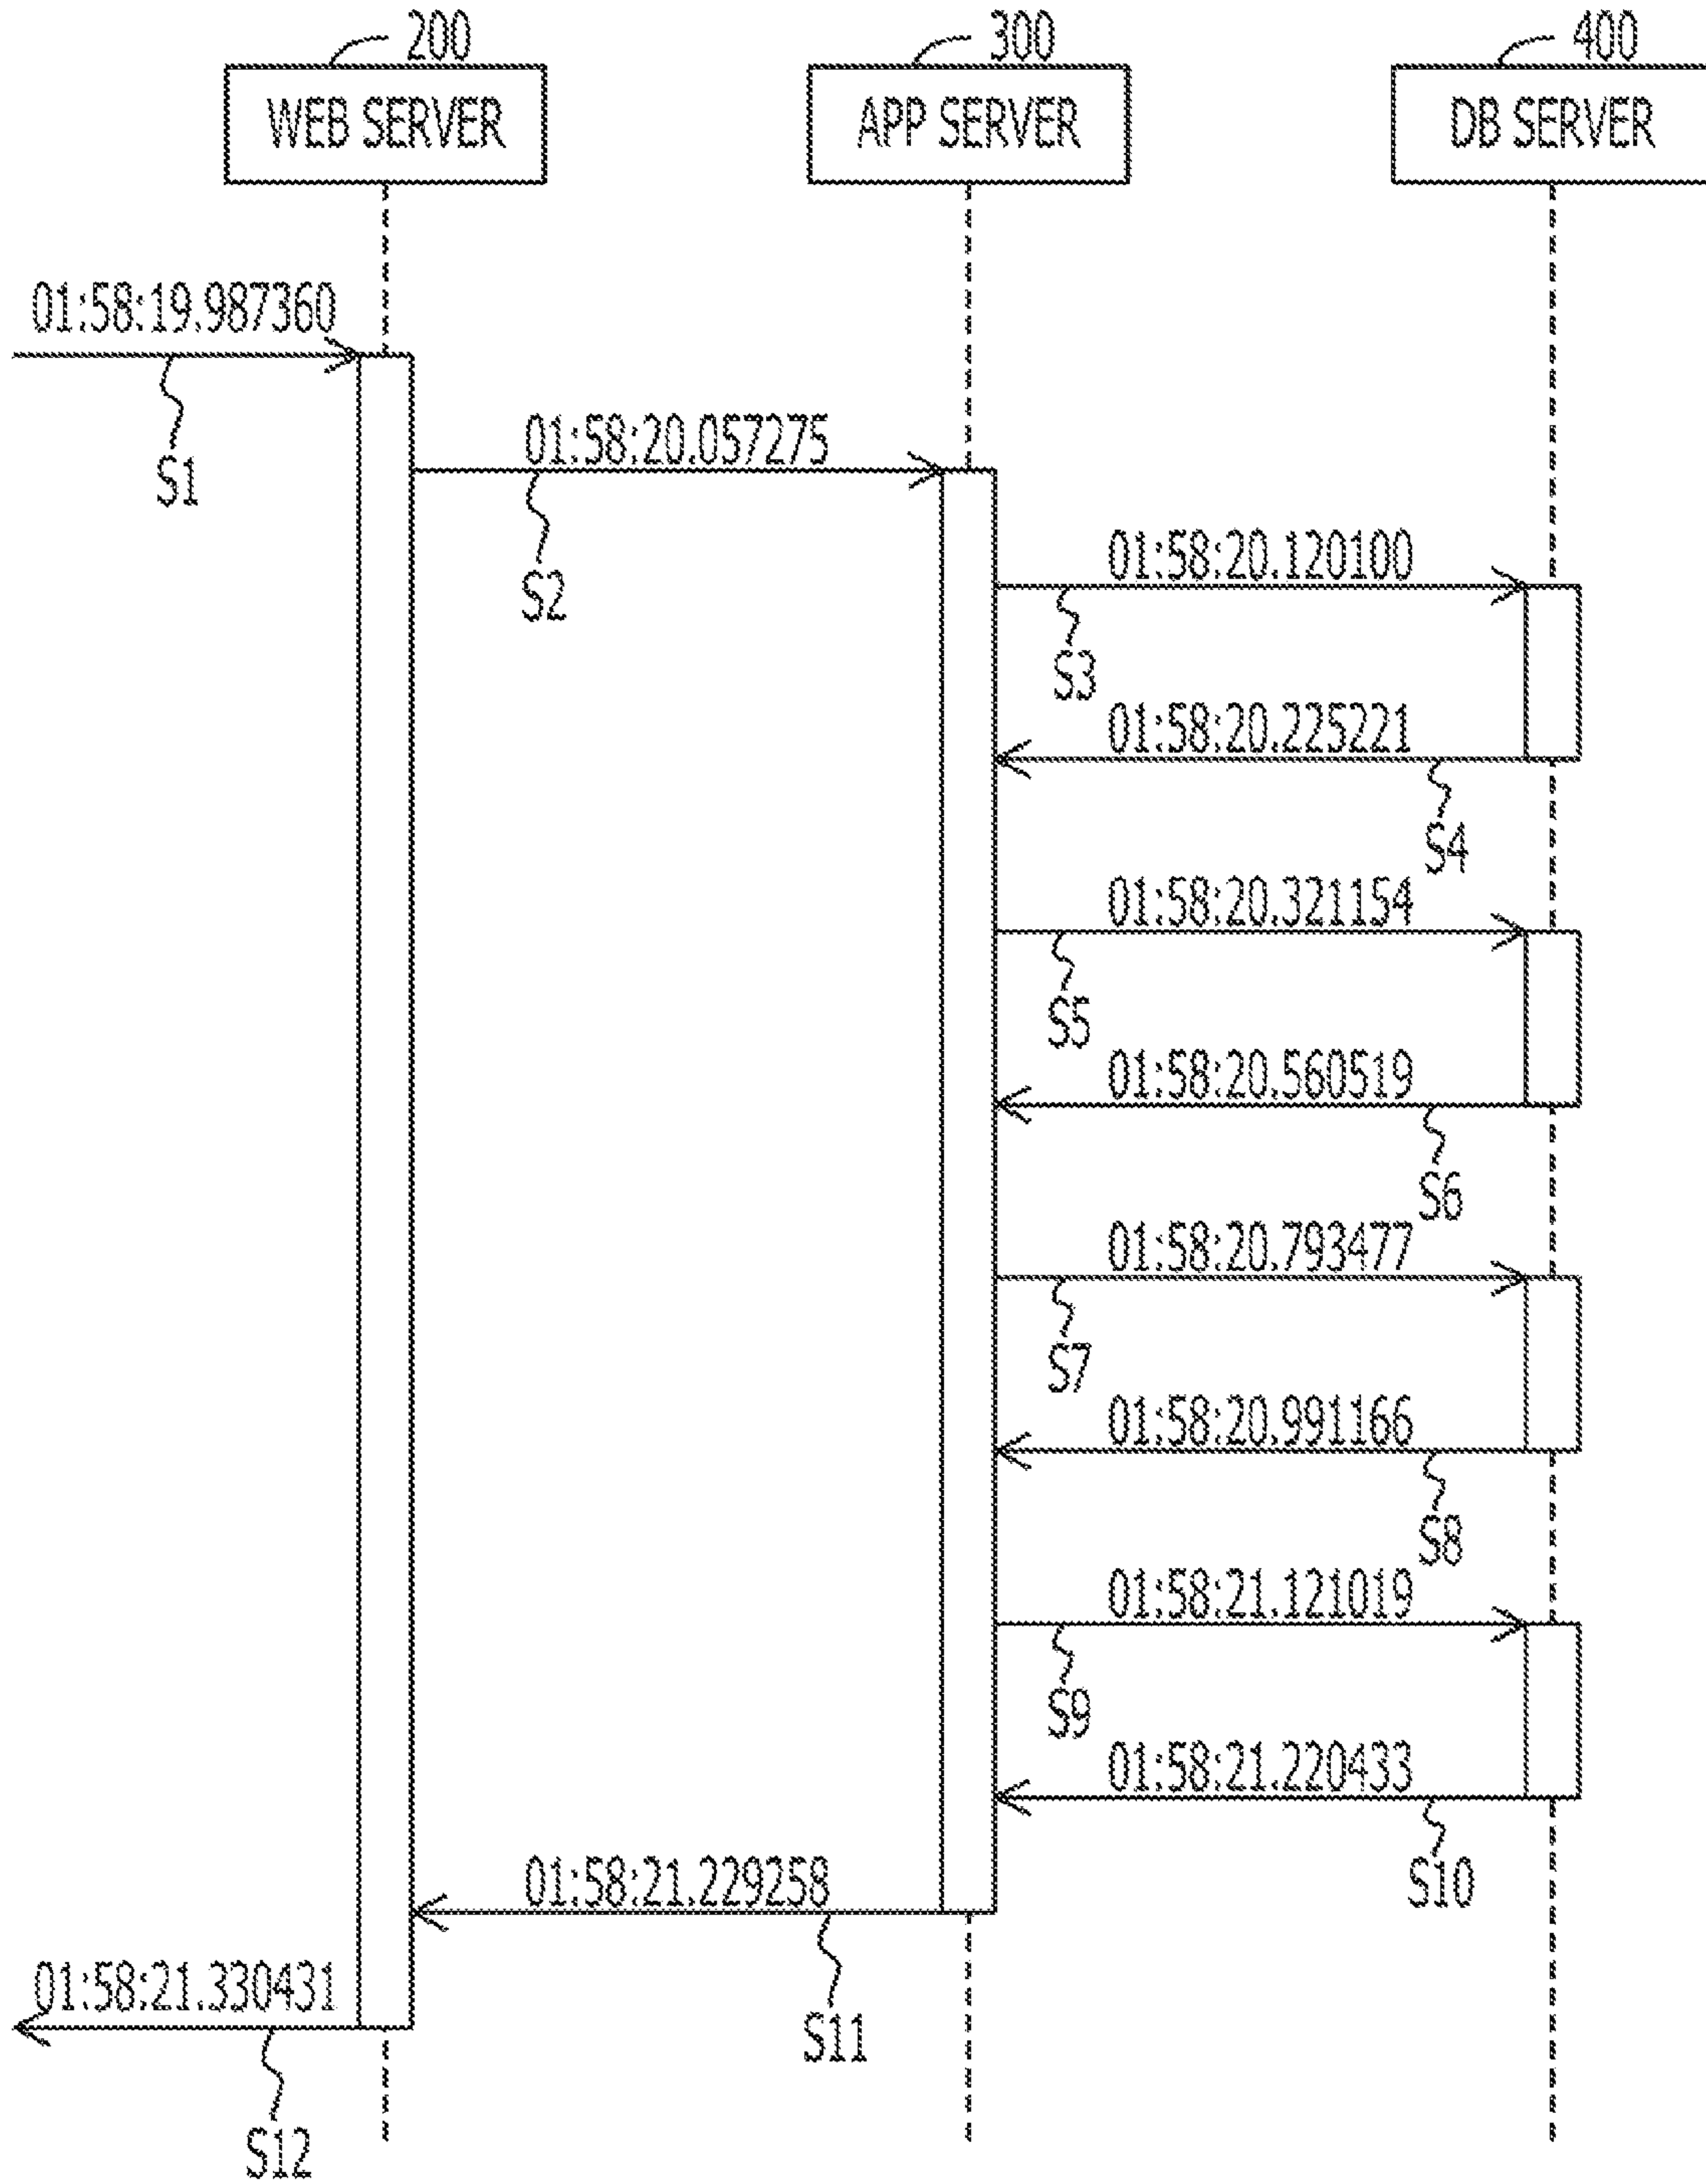 200
300
400
WEB SERVER
APP SERVER
DB SERVER
01:58:19.987360
S1
01:58:20.057275
S2
01:58:20.120100
S3
01:58:20.225221
S4
01:58:20.321154
S5
01:58:20.560519
S6
01:58:20.793477
S7
01:58:20.991166
S8
01:58:21.121019
S9
01:58:21.220433
S10
01:58:21.229258
S11
01:58:21.330431
S12